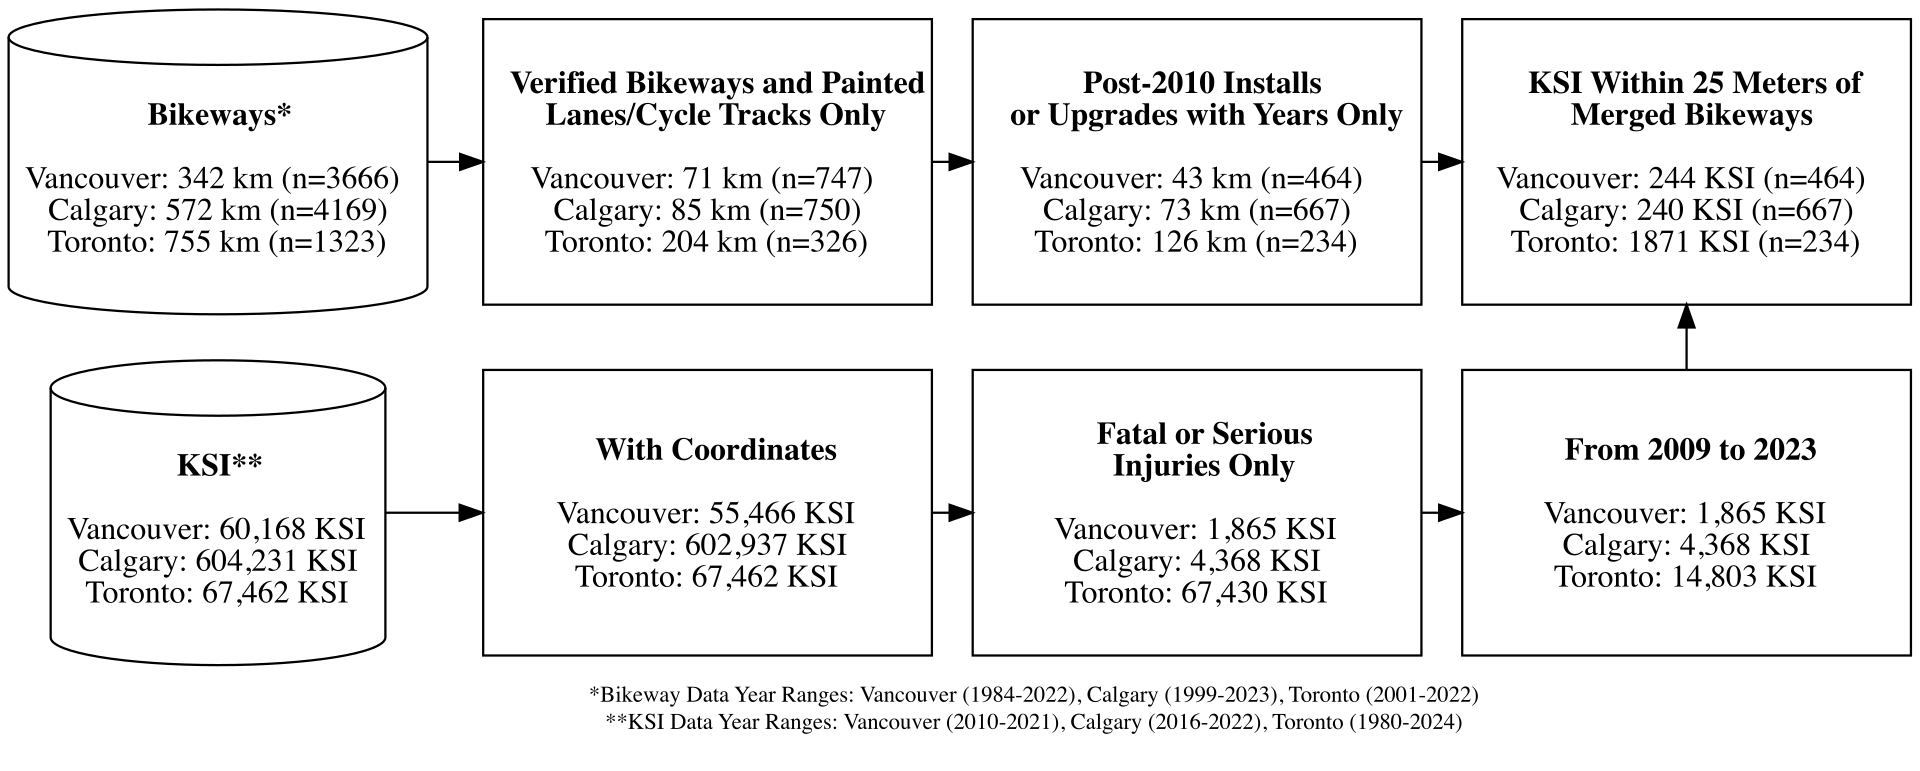 Bikeways*
Vancouver: 342 km (n=3666)
Calgary: 572 km (n=4169)
Toronto: 755 km (n=1323)
Verified Bikeways and Painted
Lanes/Cycle Tracks Only
Vancouver: 71 km (n=747)
Calgary: 85 km (n=750)
Toronto: 204 km (n=326)
Post-2010 Installs
or Upgrades with Years Only
Vancouver: 43 km (n=464)
Calgary: 73 km (n=667)
Toronto: 126 km (n=234)
KSI Within 25 Meters of
Merged Bikeways
Vancouver: 244 KSI (n=464)
Calgary: 240 KSI (n=667)
Toronto: 1871 KSI (n=234)
KSI**
Vancouver: 60,168 KSI
Calgary: 604,231 KSI
Toronto: 67,462 KSI
With Coordinates
Vancouver: 55,466 KSI
Calgary: 602,937 KSI
Toronto: 67,462 KSI
Fatal or Serious
Injuries Only
Vancouver: 1,865 KSI
Calgary: 4,368 KSI
Toronto: 67,430 KSI
From 2009 to 2023
Vancouver: 1,865 KSI
Calgary: 4,368 KSI
Toronto: 14,803 KSI
*Bikeway Data Year Ranges: Vancouver (1984-2022), Calgary (1999-2023), Toronto (2001-2022)
**KSI Data Year Ranges: Vancouver (2010-2021), Calgary (2016-2022), Toronto (1980-2024)